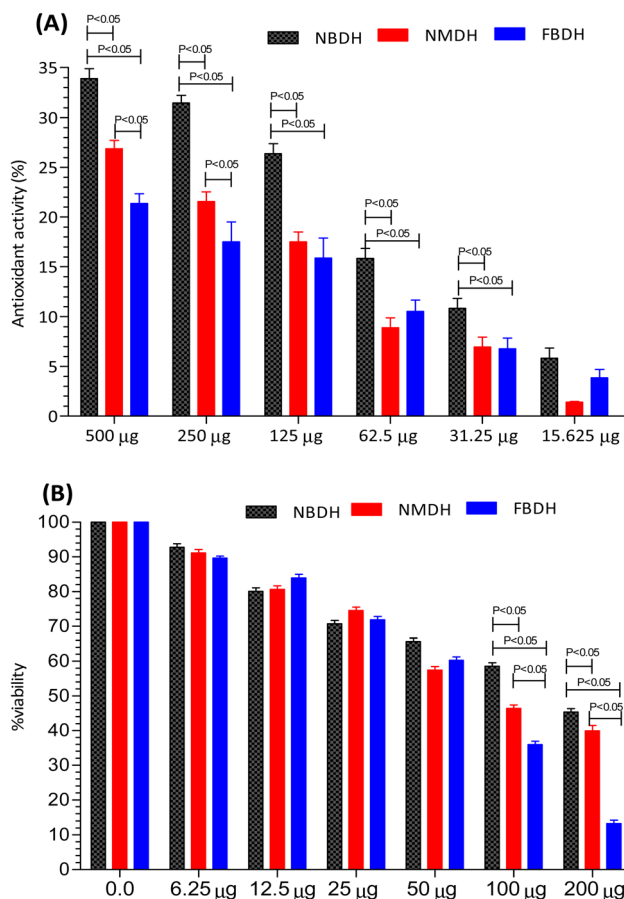 (A)
NBDH NMDH FBDH
P<0.05
P<0.05
P<0.05
P<0.05
P<0.05
P<0.05
P<0.05
P<0.05
P<0.05
P<0.05
P<0.05
P<0.05
35
30
25
20
15
10
5
0
Antioxidant activity (%)
500 µg 250 µg 125 µg 62.5 µg 31.25 µg 15.625 µg
(B)
NBDH NMDH FBDH
P<0.05
P<0.05
P<0.05
P<0.05
P<0.05
P<0.05
100
90
80
70
60
50
40
30
20
10
0
%viability
0.0 6.25 µg 12.5 µg 25 µg 50 µg 100 µg 200 µg